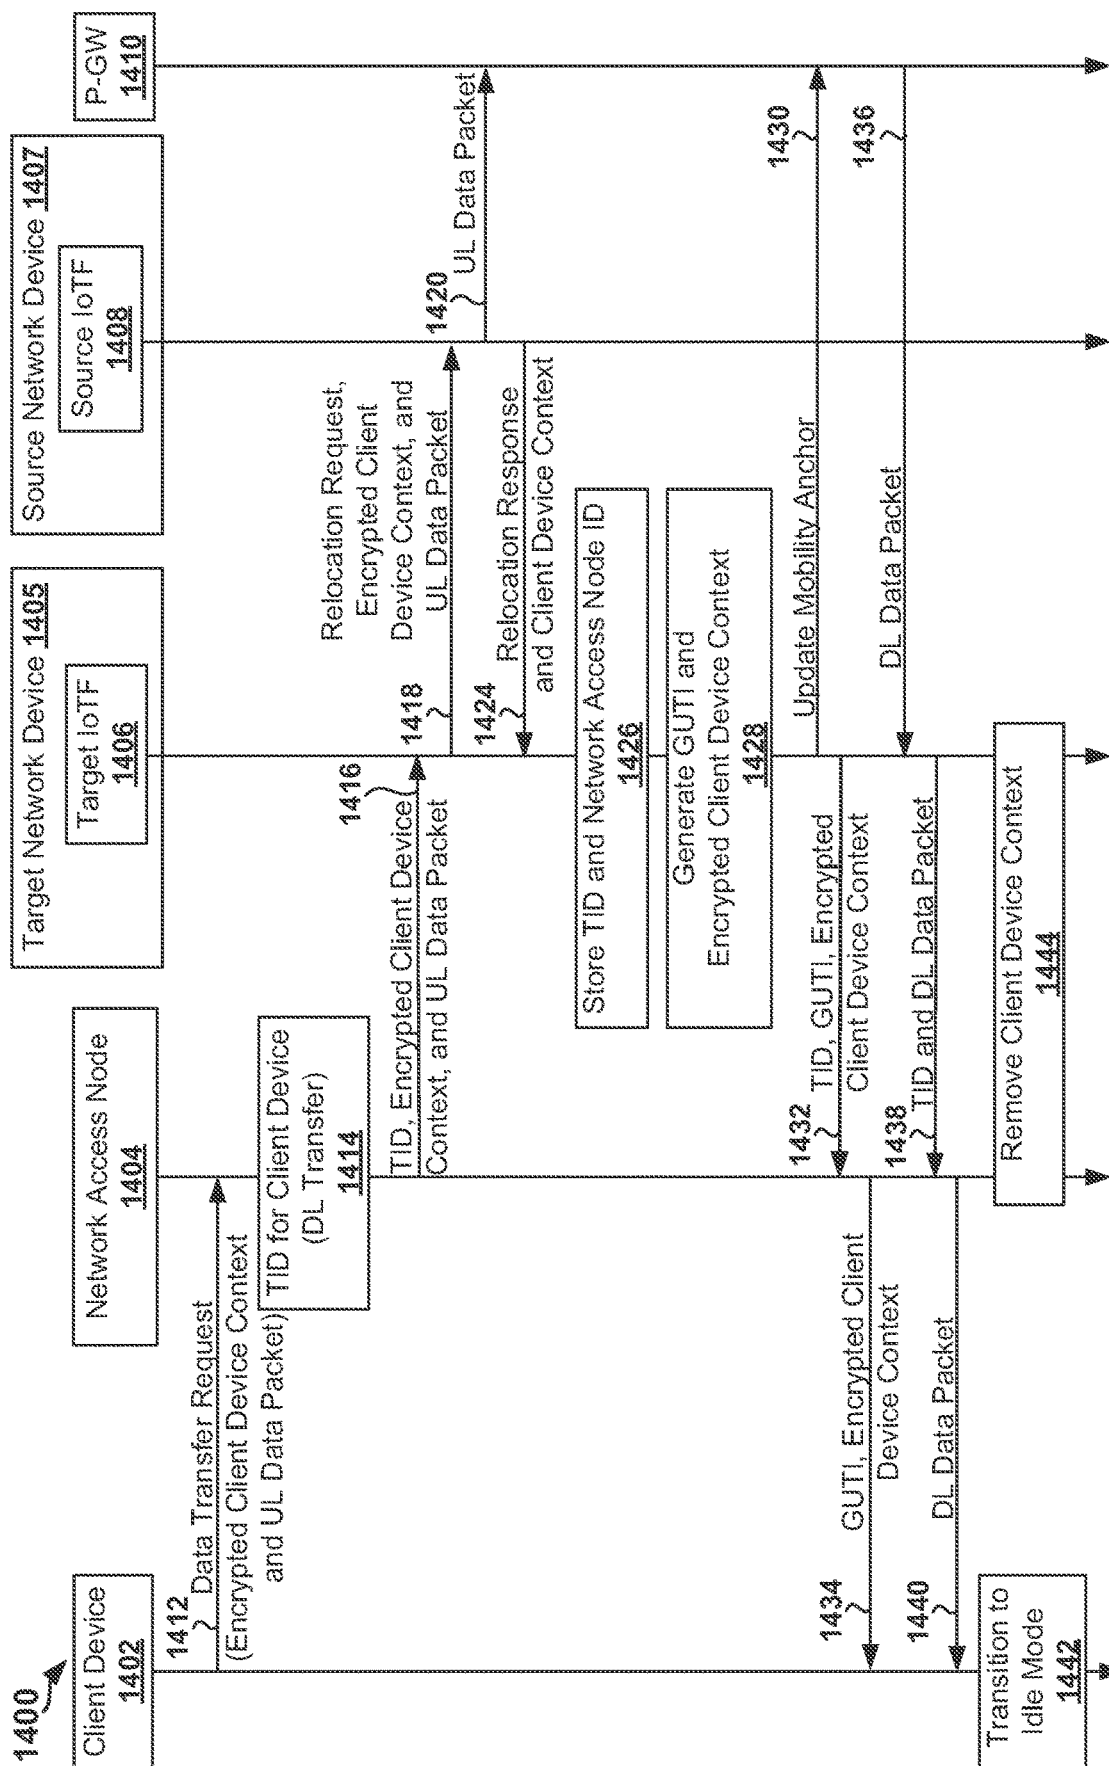 1400
Client Device
1402
Network Access Node
1404
Target Network Device 1405
Target IoTF
1406
Source Network Device 1407
Source IoTF
1408
P-GW
1410
1412
Data Transfer Request
(Encrypted Client Device Context
and UL Data Packet)
TID for Client Device
(DL Transfer)
1414
TID, Encrypted Client Device
Context, and UL Data Packet
1416
Relocation Request,
Encrypted Client
Device Context, and
UL Data Packet
1418
1420
UL Data Packet
1424
Relocation Response
and Client Device Context
Store TID and Network Access Node ID
1426
Generate GUTI and
Encrypted Client Device Context
1428
Update Mobility Anchor
1430
1432
TID, GUTI, Encrypted
Client Device Context
1434
GUTI, Encrypted Client
Device Context
DL Data Packet
1436
1438
TID and DL Data Packet
1440
DL Data Packet
Transition to
Idle Mode
1442
Remove Client Device Context
1444